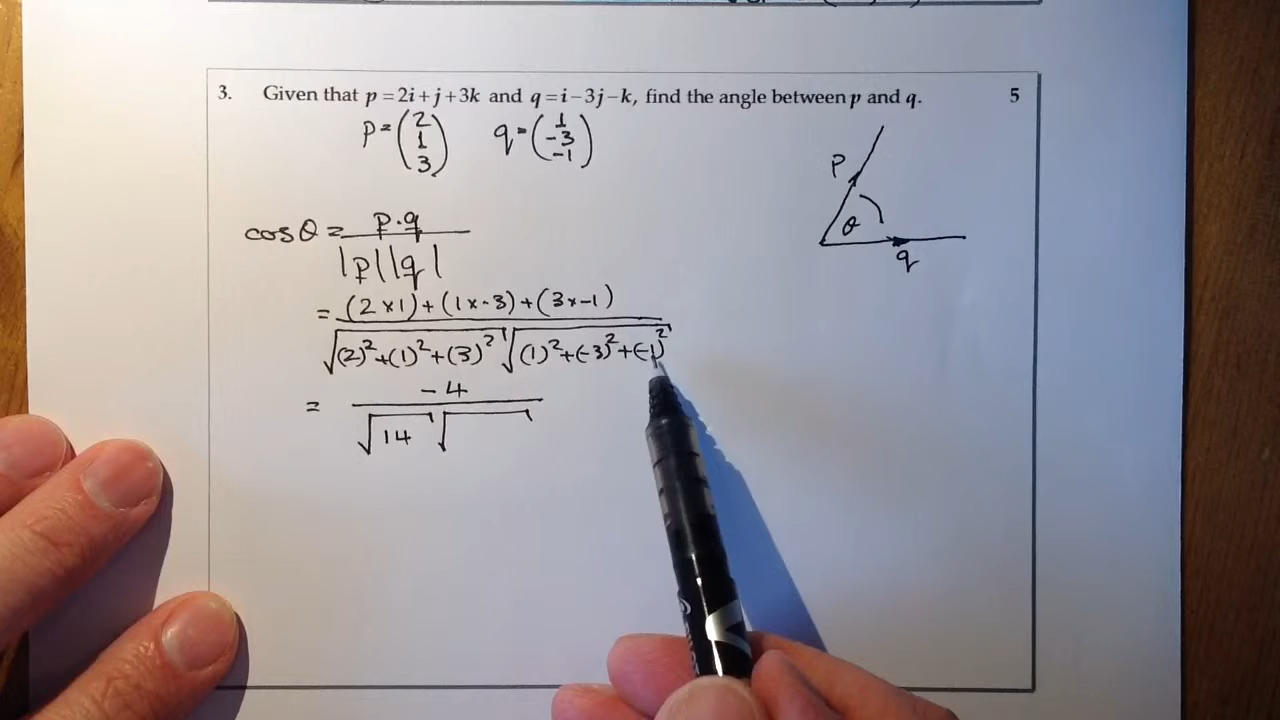 3. Given that p = 2i + j + 3k and q = i − 3j − k, find the angle between p and q. 5
p = (2 1 3) q = (1 -3 -1)
p
θ
q
cos θ = p·q / |p||q|
= (2×1)+(1×-3)+(3×-1) / √(2)²+(1)²+(3)² √(1)²+(-3)²+(-1)²
= -4 / √14 √